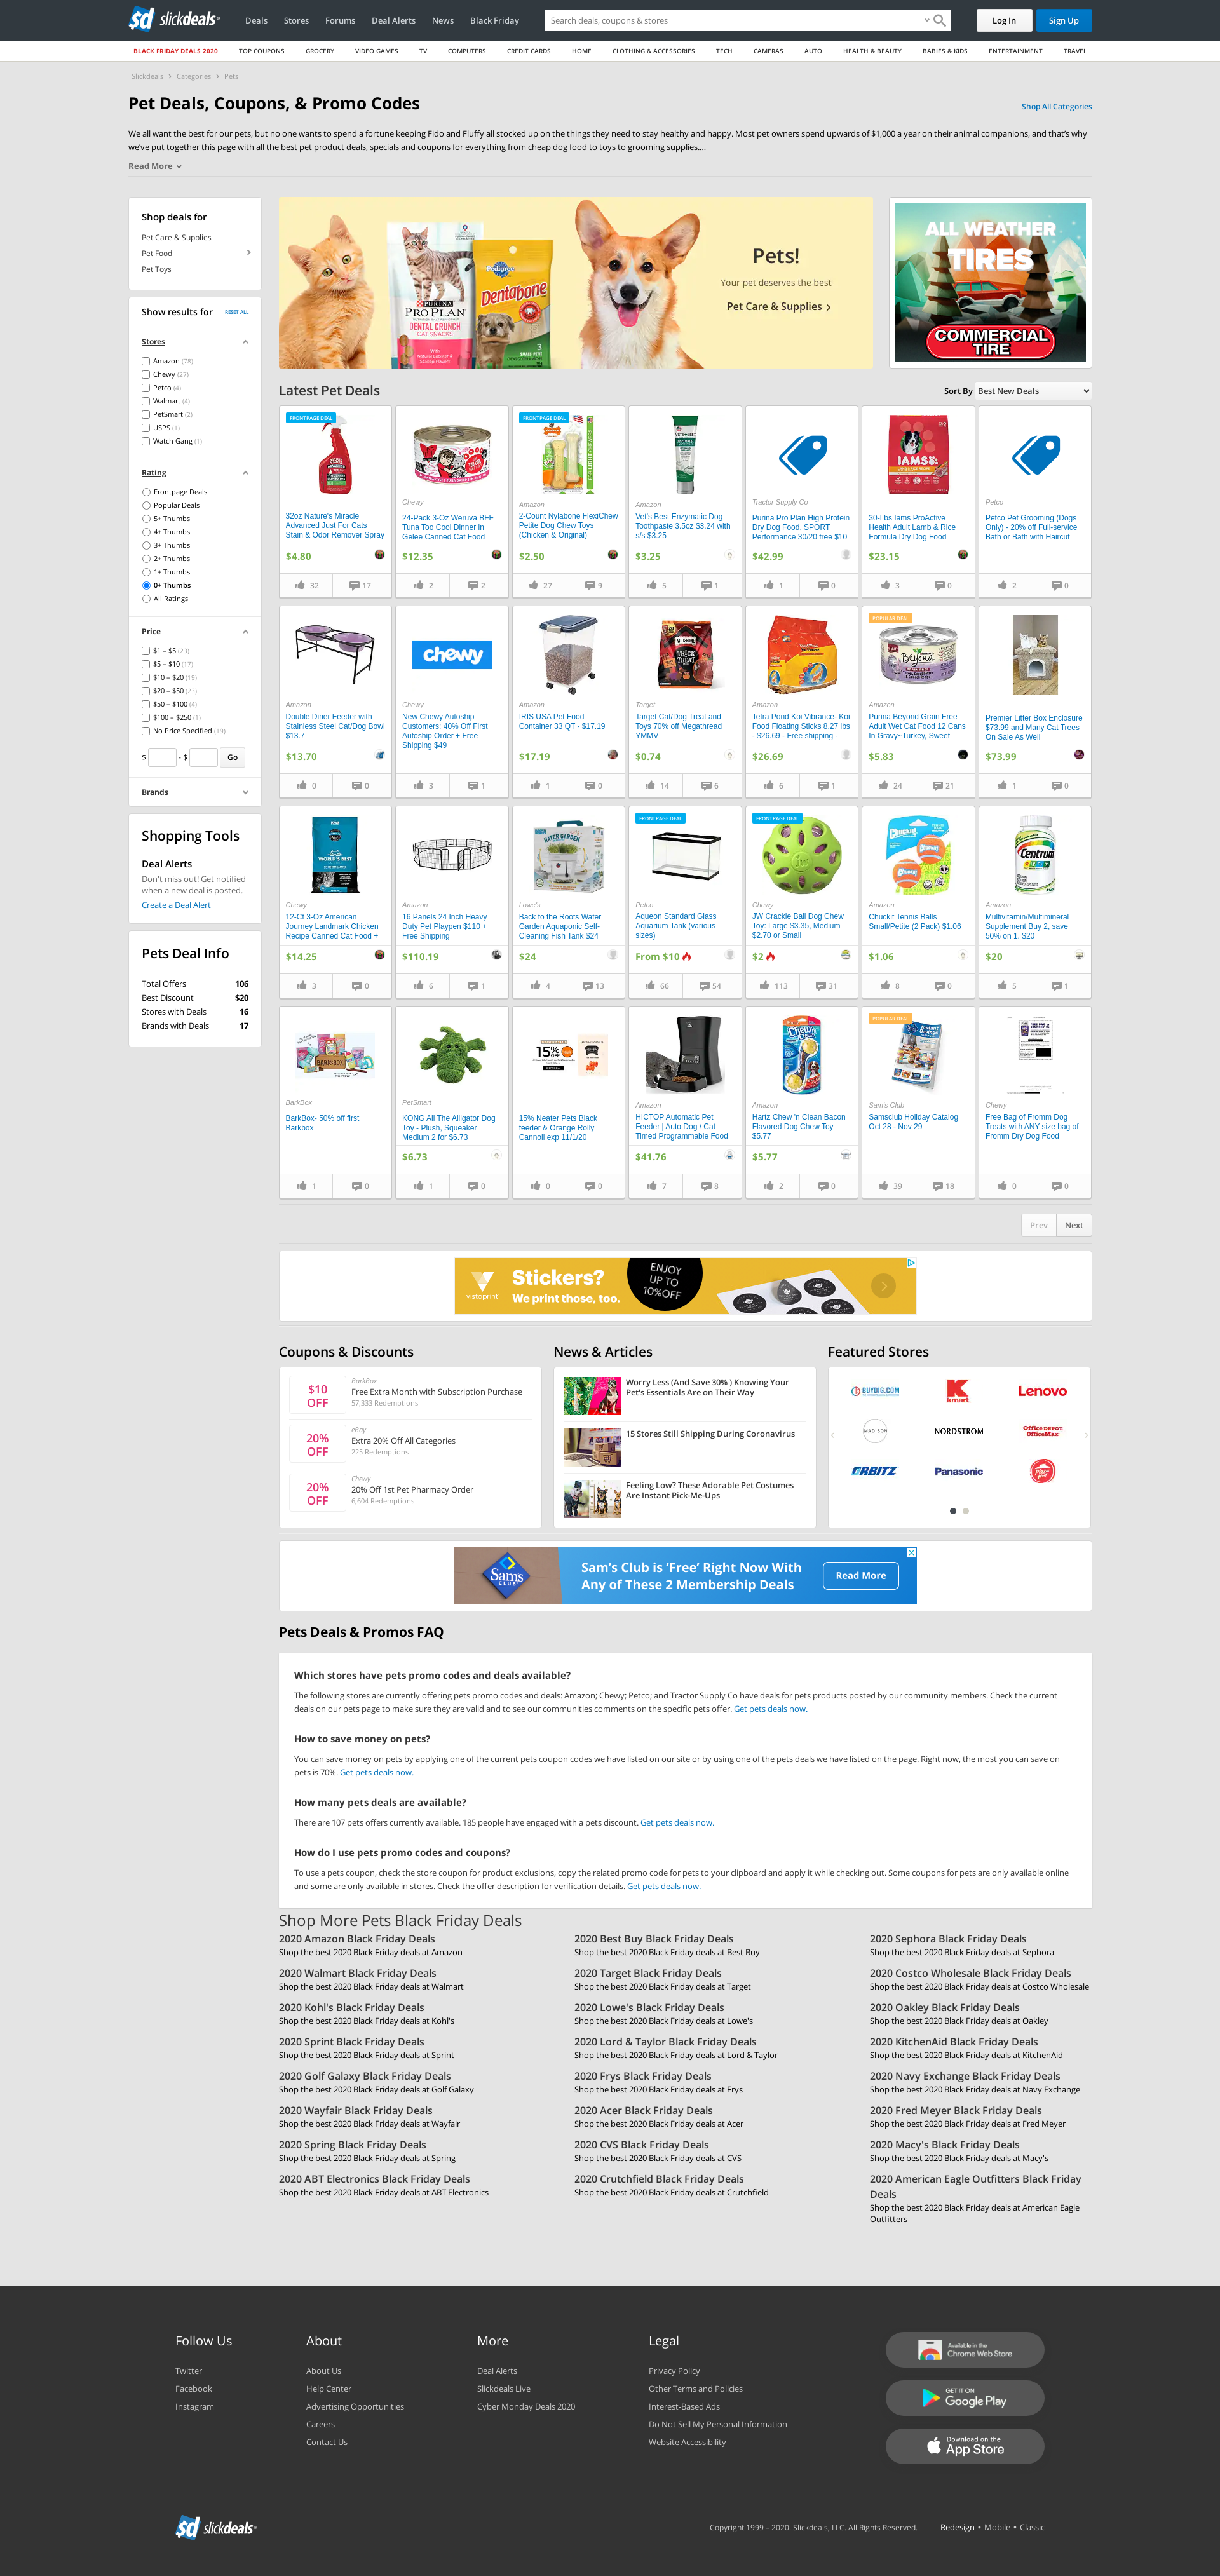 slickdeals
Deals
Stores
Forums
Deal Alerts
News
Black Friday
Search deals, coupons & stores
Log In
Sign Up
BLACK FRIDAY DEALS 2020
TOP COUPONS
GROCERY
VIDEO GAMES
TV
COMPUTERS
CREDIT CARDS
HOME
CLOTHING & ACCESSORIES
TECH
CAMERAS
AUTO
HEALTH & BEAUTY
BABIES & KIDS
ENTERTAINMENT
TRAVEL
Slickdeals > Categories > Pets
Pet Deals, Coupons, & Promo Codes
Shop All Categories
We all want the best for our pets, but no one wants to spend a fortune keeping Fido and Fluffy all stocked up on the things they need to stay healthy and happy. Most pet owners spend upwards of $1,000 a year on their animal companions, and that's why
we've put together this page with all the best pet product deals, specials and coupons for everything from cheap dog food to toys to grooming supplies....
Read More
Shop deals for
Pet Care & Supplies
Pet Food
Pet Toys
Show results for
RESET ALL
Stores
Amazon (78)
Chewy (27)
Petco (4)
Walmart (4)
PetSmart (2)
USPS (1)
Watch Gang (1)
Rating
Frontpage Deals
Popular Deals
5+ Thumbs
4+ Thumbs
3+ Thumbs
2+ Thumbs
1+ Thumbs
0+ Thumbs
All Ratings
Price
$1 – $5 (23)
$5 – $10 (17)
$10 – $20 (19)
$20 – $50 (23)
$50 – $100 (4)
$100 – $250 (1)
No Price Specified (19)
$ - $ Go
Brands
Shopping Tools
Deal Alerts
Don't miss out! Get notified
when a new deal is posted.
Create a Deal Alert
Pets Deal Info
Total Offers 106
Best Discount $20
Stores with Deals 16
Brands with Deals 17
PURINA
PRO PLAN
DENTAL CRUNCH
CAT SNACKS
Pedigree
Dentabone
Pets!
Your pet deserves the best
Pet Care & Supplies
ALL WEATHER
TIRES
COMMERCIAL
TIRE
Latest Pet Deals
Sort By Best New Deals
FRONTPAGE DEAL
32oz Nature's Miracle
Advanced Just For Cats
Stain & Odor Remover Spray
$4.80
32 17
Chewy
24-Pack 3-Oz Weruva BFF
Tuna Too Cool Dinner in
Gelee Canned Cat Food
$12.35
2 2
FRONTPAGE DEAL
Amazon
2-Count Nylabone FlexiChew
Petite Dog Chew Toys
(Chicken & Original)
$2.50
27 9
Amazon
Vet's Best Enzymatic Dog
Toothpaste 3.5oz $3.24 with
s/s $3.25
$3.25
5 1
Tractor Supply Co
Purina Pro Plan High Protein
Dry Dog Food, SPORT
Performance 30/20 free $10
$42.99
1 0
IAMS
30-Lbs Iams ProActive
Health Adult Lamb & Rice
Formula Dry Dog Food
$23.15
3 0
Petco
Petco Pet Grooming (Dogs
Only) - 20% off Full-service
Bath or Bath with Haircut
2 0
Amazon
Double Diner Feeder with
Stainless Steel Cat/Dog Bowl
$13.7
$13.70
0 0
chewy
Chewy
New Chewy Autoship
Customers: 40% Off First
Autoship Order + Free
Shipping $49+
3 1
Amazon
IRIS USA Pet Food
Container 33 QT - $17.19
$17.19
1 0
Target
Target Cat/Dog Treat and
Toys 70% off Megathread
YMMV
$0.74
14 6
Amazon
Tetra Pond Koi Vibrance- Koi
Food Floating Sticks 8.27 lbs
- $26.69 - Free shipping -
$26.69
6 1
POPULAR DEAL
Beyond
Amazon
Purina Beyond Grain Free
Adult Wet Cat Food 12 Cans
In Gravy~Turkey, Sweet
$5.83
24 21
Premier Litter Box Enclosure
$73.99 and Many Cat Trees
On Sale As Well
$73.99
1 0
Chewy
12-Ct 3-Oz American
Journey Landmark Chicken
Recipe Canned Cat Food +
$14.25
3 0
Amazon
16 Panels 24 Inch Heavy
Duty Pet Playpen $110 +
Free Shipping
$110.19
6 1
WATER GARDEN
Lowe's
Back to the Roots Water
Garden Aquaponic Self-
Cleaning Fish Tank $24
$24
4 13
FRONTPAGE DEAL
Petco
Aqueon Standard Glass
Aquarium Tank (various
sizes)
From $10
66 54
FRONTPAGE DEAL
Chewy
JW Crackle Ball Dog Chew
Toy: Large $3.35, Medium
$2.70 or Small
$2
113 31
Chuckit!
Amazon
Chuckit Tennis Balls
Small/Petite (2 Pack) $1.06
$1.06
8 0
Centrum
Amazon
Multivitamin/Multimineral
Supplement Buy 2, save
50% on 1. $20
$20
5 1
BARKBOX
BarkBox
BarkBox- 50% off first
Barkbox
1 0
PetSmart
KONG Ali The Alligator Dog
Toy - Plush, Squeaker
Medium 2 for $6.73
$6.73
1 0
15% OFF
15% Neater Pets Black
feeder & Orange Rolly
Cannoli exp 11/1/20
0 0
Amazon
HICTOP Automatic Pet
Feeder | Auto Dog / Cat
Timed Programmable Food
$41.76
7 8
Amazon
Hartz Chew 'n Clean Bacon
Flavored Dog Chew Toy
$5.77
$5.77
2 0
POPULAR DEAL
Sam's Club
Samsclub Holiday Catalog
Oct 28 - Nov 29
39 18
Chewy
Free Bag of Fromm Dog
Treats with ANY size bag of
Fromm Dry Dog Food
0 0
Prev Next
vistaprint
Stickers?
We print those, too.
ENJOY
UP TO
10% OFF
Coupons & Discounts
$10
OFF
BarkBox
Free Extra Month with Subscription Purchase
57,333 Redemptions
20%
OFF
eBay
Extra 20% Off All Categories
225 Redemptions
20%
OFF
Chewy
20% Off 1st Pet Pharmacy Order
6,604 Redemptions
News & Articles
Worry Less (And Save 30% ) Knowing Your
Pet's Essentials Are on Their Way
15 Stores Still Shipping During Coronavirus
Feeling Low? These Adorable Pet Costumes
Are Instant Pick-Me-Ups
Featured Stores
BUYDIG.COM
kmart
Lenovo
MADISON
NORDSTROM
Office DEPOT
OfficeMax
ORBITZ
Panasonic
Pizza Hut
Sam's
CLUB
Sam's Club is 'Free' Right Now With
Any of These 2 Membership Deals
Read More
Pets Deals & Promos FAQ
Which stores have pets promo codes and deals available?
The following stores are currently offering pets promo codes and deals: Amazon; Chewy; Petco; and Tractor Supply Co have deals for pets products posted by our community members. Check the current
deals on our pets page to make sure they are valid and to see our communities comments on the specific pets offer. Get pets deals now.
How to save money on pets?
You can save money on pets by applying one of the current pets coupon codes we have listed on our site or by using one of the pets deals we have listed on the page. Right now, the most you can save on
pets is 70%. Get pets deals now.
How many pets deals are available?
There are 107 pets offers currently available. 185 people have engaged with a pets discount. Get pets deals now.
How do I use pets promo codes and coupons?
To use a pets coupon, check the store coupon for product exclusions, copy the related promo code for pets to your clipboard and apply it while checking out. Some coupons for pets are only available online
and some are only available in stores. Check the offer description for verification details. Get pets deals now.
Shop More Pets Black Friday Deals
2020 Amazon Black Friday Deals
Shop the best 2020 Black Friday deals at Amazon
2020 Best Buy Black Friday Deals
Shop the best 2020 Black Friday deals at Best Buy
2020 Sephora Black Friday Deals
Shop the best 2020 Black Friday deals at Sephora
2020 Walmart Black Friday Deals
Shop the best 2020 Black Friday deals at Walmart
2020 Target Black Friday Deals
Shop the best 2020 Black Friday deals at Target
2020 Costco Wholesale Black Friday Deals
Shop the best 2020 Black Friday deals at Costco Wholesale
2020 Kohl's Black Friday Deals
Shop the best 2020 Black Friday deals at Kohl's
2020 Lowe's Black Friday Deals
Shop the best 2020 Black Friday deals at Lowe's
2020 Oakley Black Friday Deals
Shop the best 2020 Black Friday deals at Oakley
2020 Sprint Black Friday Deals
Shop the best 2020 Black Friday deals at Sprint
2020 Lord & Taylor Black Friday Deals
Shop the best 2020 Black Friday deals at Lord & Taylor
2020 KitchenAid Black Friday Deals
Shop the best 2020 Black Friday deals at KitchenAid
2020 Golf Galaxy Black Friday Deals
Shop the best 2020 Black Friday deals at Golf Galaxy
2020 Frys Black Friday Deals
Shop the best 2020 Black Friday deals at Frys
2020 Navy Exchange Black Friday Deals
Shop the best 2020 Black Friday deals at Navy Exchange
2020 Wayfair Black Friday Deals
Shop the best 2020 Black Friday deals at Wayfair
2020 Acer Black Friday Deals
Shop the best 2020 Black Friday deals at Acer
2020 Fred Meyer Black Friday Deals
Shop the best 2020 Black Friday deals at Fred Meyer
2020 Spring Black Friday Deals
Shop the best 2020 Black Friday deals at Spring
2020 CVS Black Friday Deals
Shop the best 2020 Black Friday deals at CVS
2020 Macy's Black Friday Deals
Shop the best 2020 Black Friday deals at Macy's
2020 ABT Electronics Black Friday Deals
Shop the best 2020 Black Friday deals at ABT Electronics
2020 Crutchfield Black Friday Deals
Shop the best 2020 Black Friday deals at Crutchfield
2020 American Eagle Outfitters Black Friday
Deals
Shop the best 2020 Black Friday deals at American Eagle
Outfitters
Follow Us
Twitter
Facebook
Instagram
About
About Us
Help Center
Advertising Opportunities
Careers
Contact Us
More
Deal Alerts
Slickdeals Live
Cyber Monday Deals 2020
Legal
Privacy Policy
Other Terms and Policies
Interest-Based Ads
Do Not Sell My Personal Information
Website Accessibility
Available in the
Chrome Web Store
GET IT ON
Google Play
Download on the
App Store
slickdeals
Copyright 1999 – 2020. Slickdeals, LLC. All Rights Reserved.
Redesign • Mobile • Classic